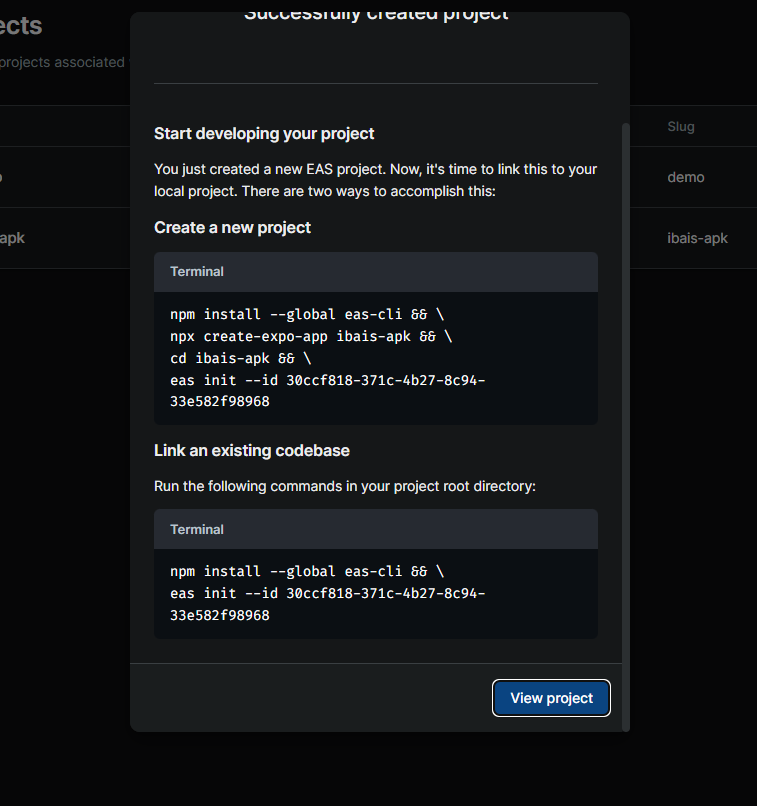 Successfully created project
ects
projects associated
Slug
demo
apk
ibais-apk
Start developing your project
You just created a new EAS project. Now, it's time to link this to your
local project. There are two ways to accomplish this:
Create a new project
Terminal
npm install --global eas-cli && \
npx create-expo-app ibais-apk && \
cd ibais-apk && \
eas init --id 30ccf818-371c-4b27-8c94-
33e582f98968
Link an existing codebase
Run the following commands in your project root directory:
Terminal
npm install --global eas-cli && \
eas init --id 30ccf818-371c-4b27-8c94-
33e582f98968
View project